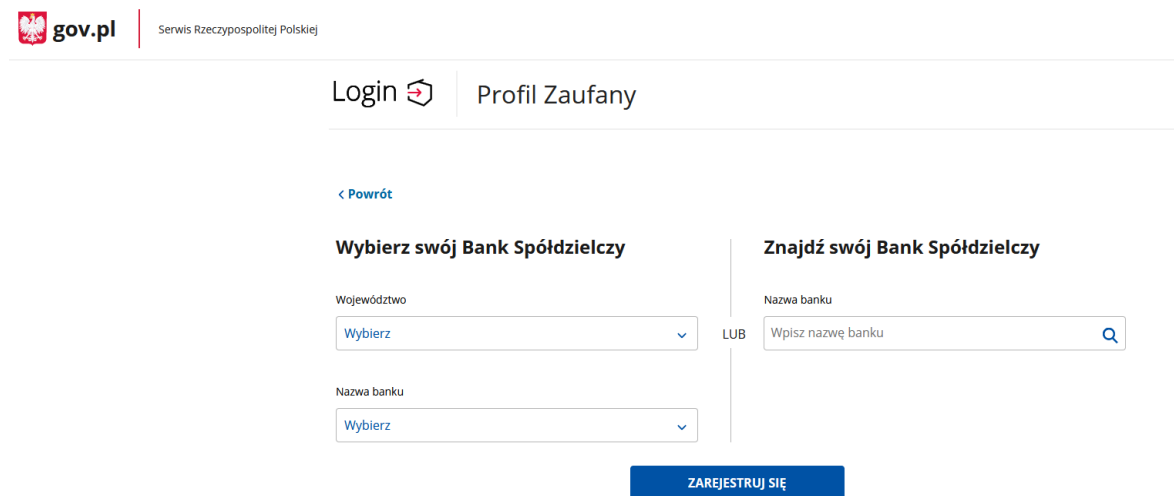 gov.pl
Serwis Rzeczypospolitej Polskiej
Login
Profil Zaufany
Powrót
Wybierz swój Bank Spółdzielczy
Województwo
Wybierz
Nazwa banku
Wybierz
LUB
Znajdź swój Bank Spółdzielczy
Nazwa banku
Wpisz nazwę banku
ZAREJESTRUJ SIĘ